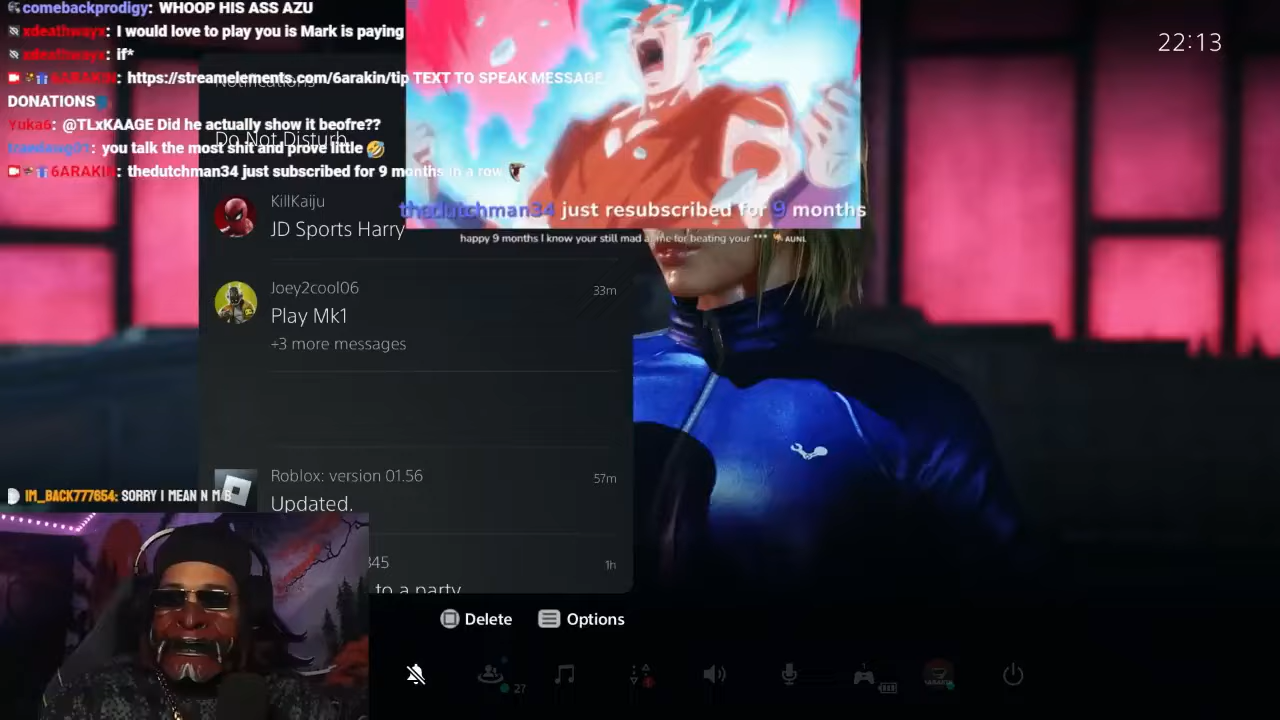 comebackprodigy: WHOOP HIS ASS AZU
xdeathwayx: I would love to play you is Mark is paying
xdeathwayx: if*
6ARAKIN: https://streamelements.com/6arakin/tip TEXT TO SPEAK MESSAGE
DONATIONS
Yuka6: @TLxKAAGE Did he actually show it beofre??
you talk the most shit and prove little 🤣
6ARAKIN: thedutchman34 just subscribed for 9 months in a row
22:13
Notifications
Do Not Disturb
thedutchman34 just resubscribed for 9 months
happy 9 months I know your still mad at me for beating your ***
KillKaiju
JD Sports Harry
Joey2cool06
33m
Play Mk1
+3 more messages
Roblox: version 01.56
57m
Updated.
345
1h
to a party
IM_BACK777654: SORRY I MEAN N M B
Delete
Options
27